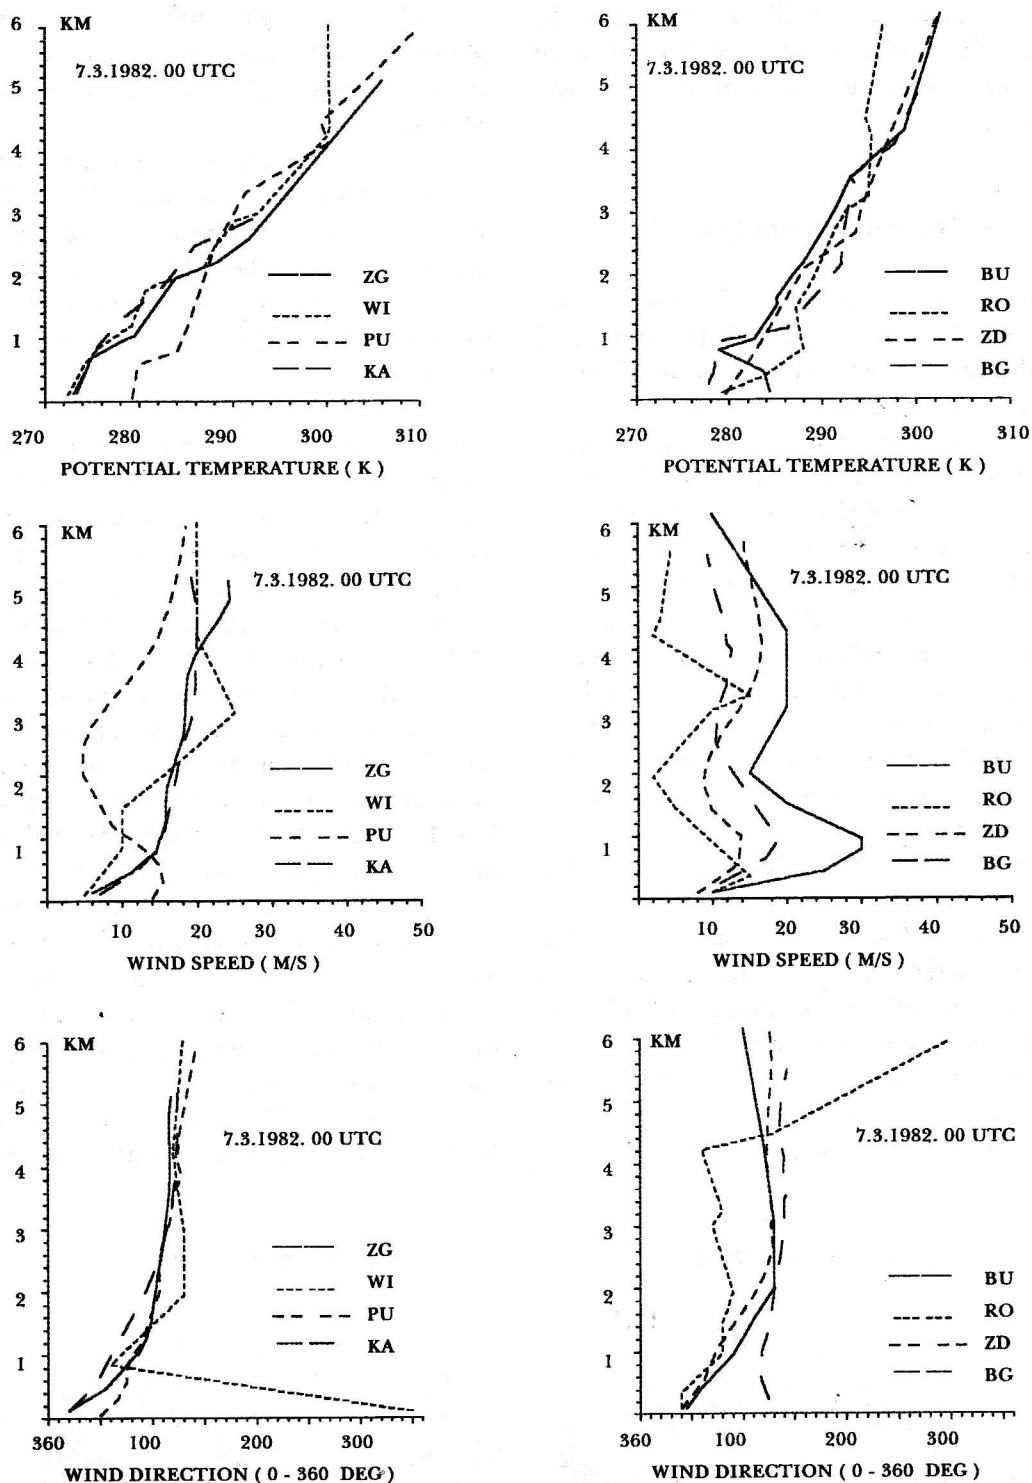 6 KM
7.3.1982. 00 UTC
5
4
3
2
1
ZG
WI
PU
KA
270 280 290 300 310
POTENTIAL TEMPERATURE ( K )
6 KM
7.3.1982. 00 UTC
5
4
3
2
1
BU
RO
ZD
BG
270 280 290 300 310
POTENTIAL TEMPERATURE ( K )
6 KM
7.3.1982. 00 UTC
5
4
3
2
1
ZG
WI
PU
KA
10 20 30 40 50
WIND SPEED ( M/S )
6 KM
7.3.1982. 00 UTC
5
4
3
2
1
BU
RO
ZD
BG
10 20 30 40 50
WIND SPEED ( M/S )
6 KM
5
7.3.1982. 00 UTC
4
3
2
1
ZG
WI
PU
KA
360 100 200 300
WIND DIRECTION ( 0 - 360 DEG )
6 KM
5
7.3.1982. 00 UTC
4
3
2
1
BU
RO
ZD
BG
360 100 200 300
WIND DIRECTION ( 0 - 360 DEG )